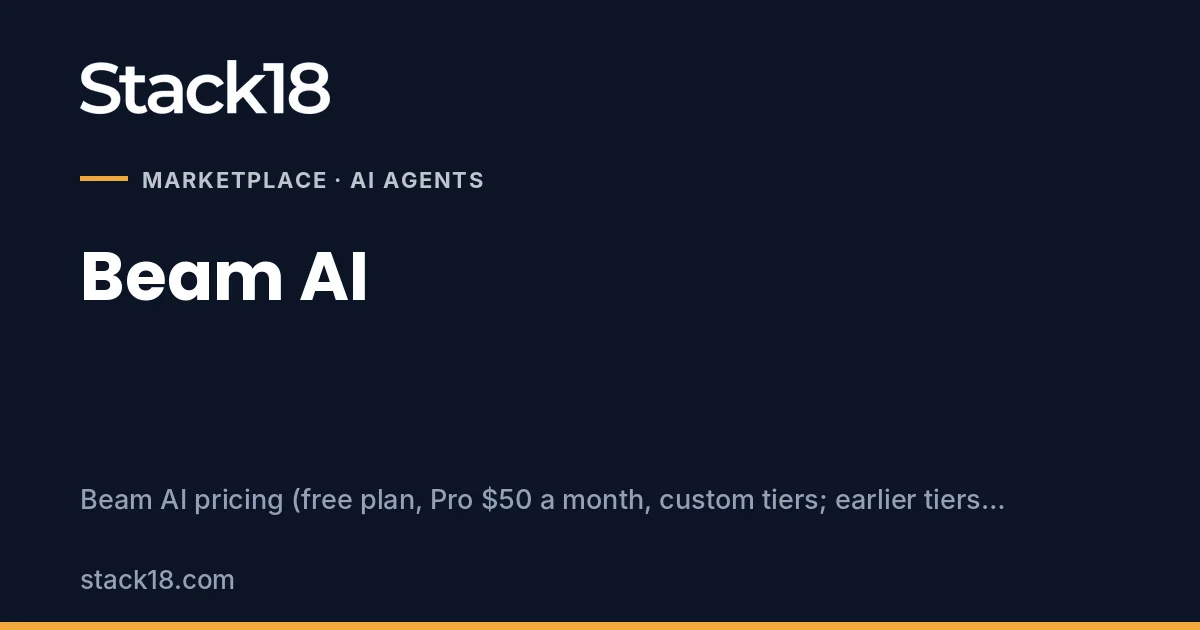 Stack18
MARKETPLACE · AI AGENTS
Beam AI
Beam AI pricing (free plan, Pro $50 a month, custom tiers; earlier tiers…
stack18.com